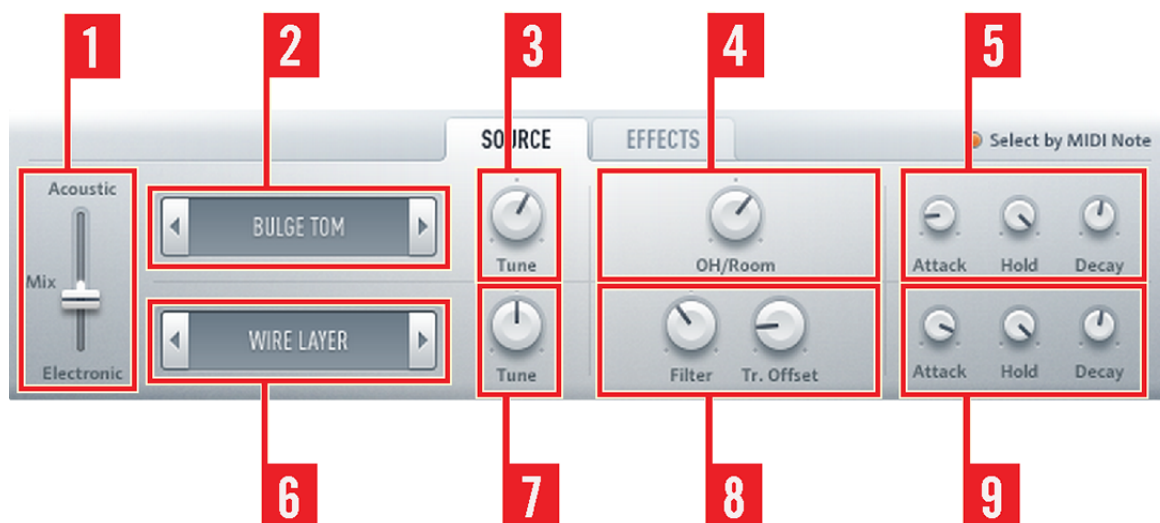 1 2 3 4 5
SOURCE EFFECTS Select by MIDI Note
Acoustic
BULGE TOM
Tune OH/Room Attack Hold Decay
Mix
WIRE LAYER
Electronic Tune Filter Tr. Offset Attack Hold Decay
6 7 8 9